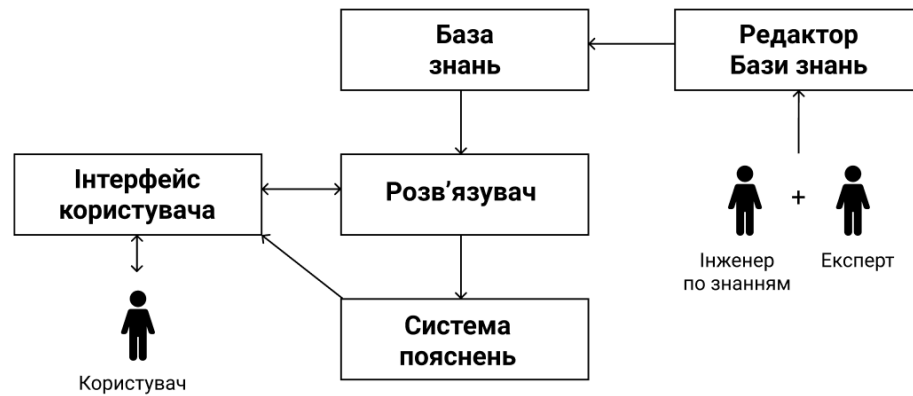 База
знань
Редактор
Бази знань
Інтерфейс
користувача
Розв’язувач
+
Інженер
по знанням
Експерт
Система
пояснень
Користувач